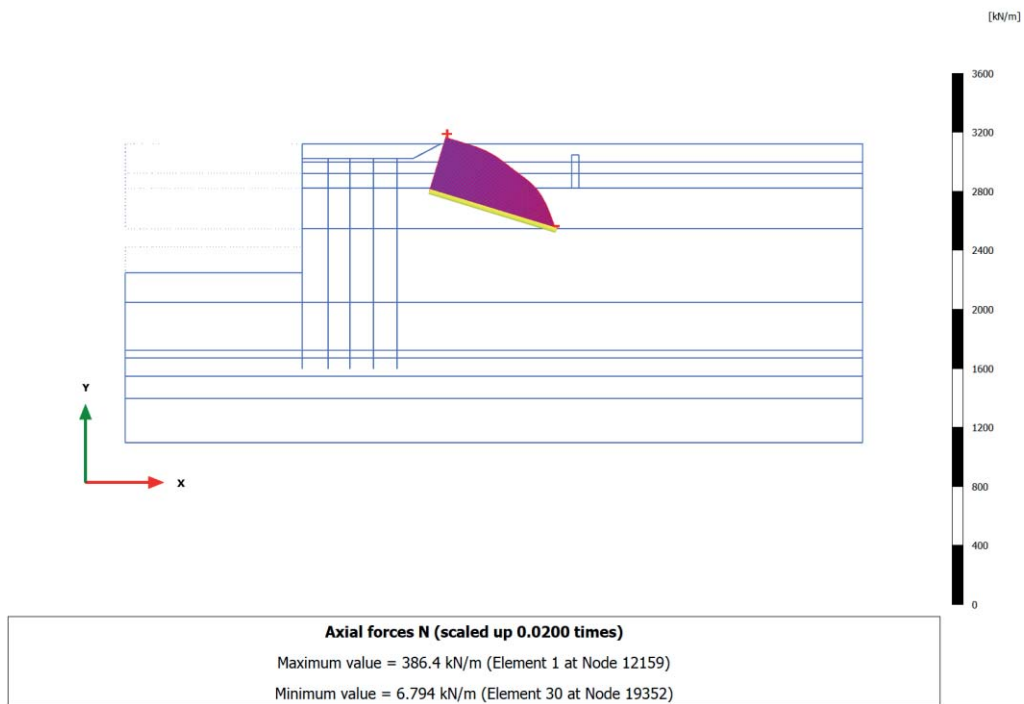 [kN/m]
3600
3200
2800
2400
2000
1600
1200
800
400
0
Y
X
Axial forces N (scaled up 0.0200 times)
Maximum value = 386.4 kN/m (Element 1 at Node 12159)
Minimum value = 6.794 kN/m (Element 30 at Node 19352)